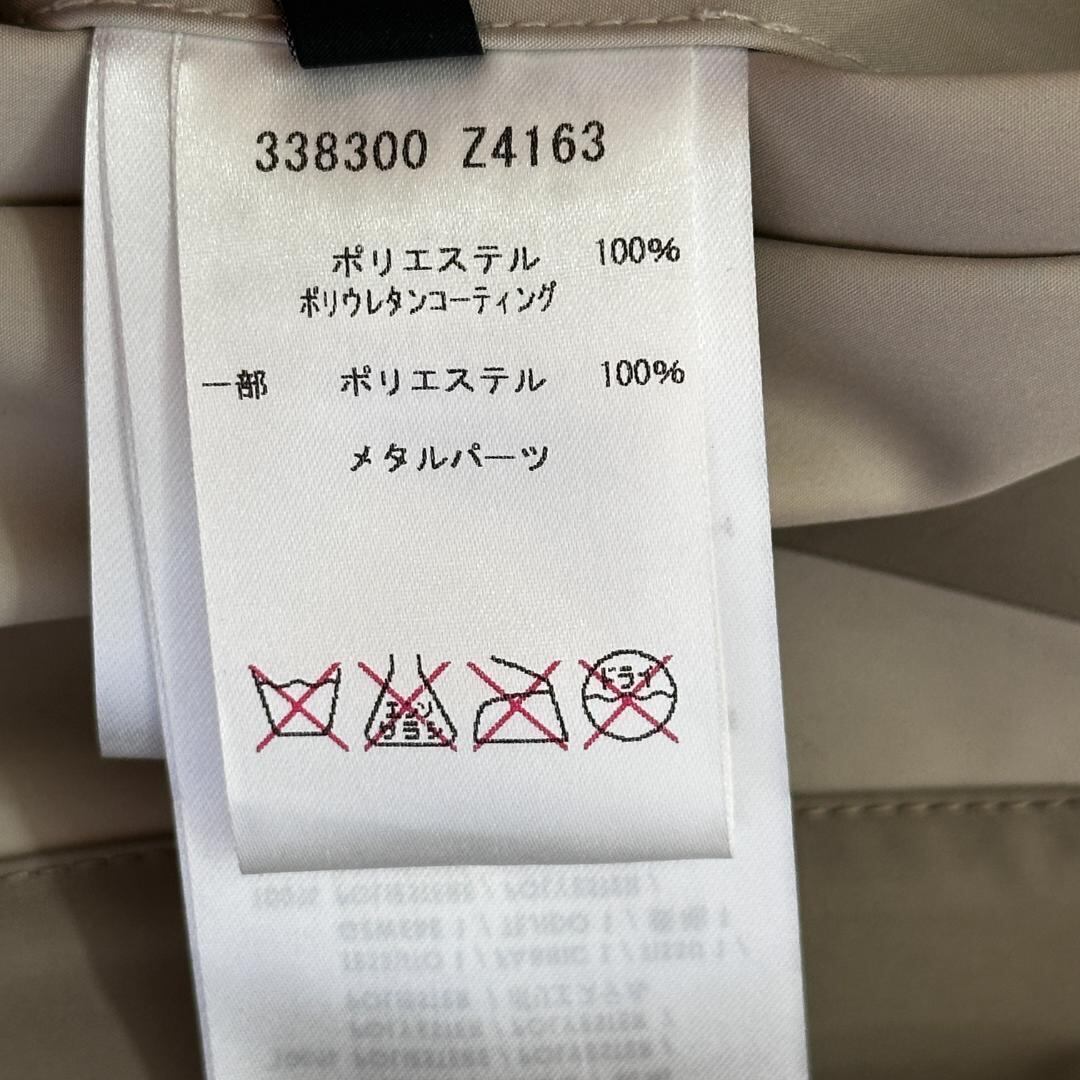 338300 Z4163
ポリエステル 100%
ポリウレタンコーティング
一部 ポリエステル 100%
メタルパーツ
エンソ
サラシ
ドライ